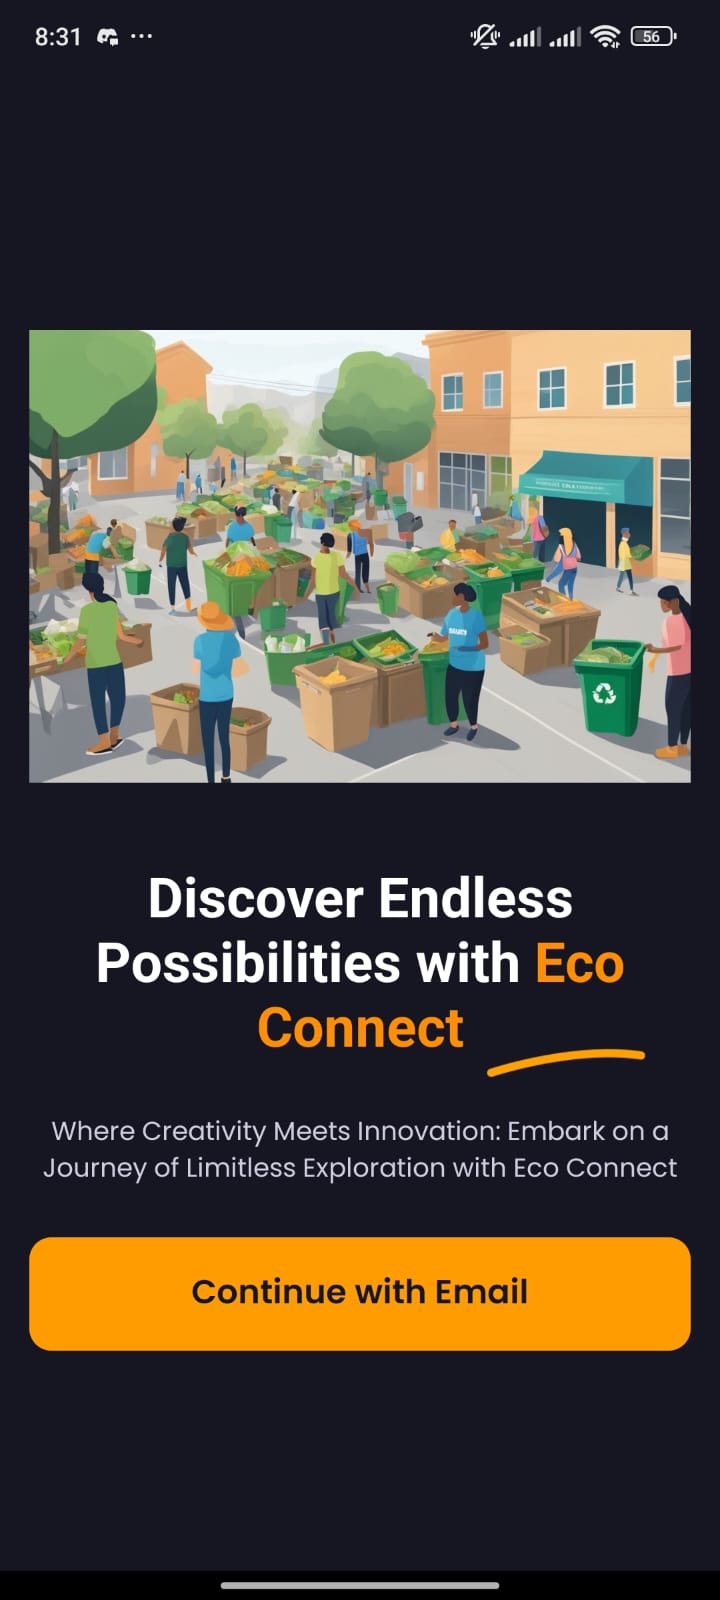 8:31
56
Discover Endless
Possibilities with Eco
Connect
Where Creativity Meets Innovation: Embark on a
Journey of Limitless Exploration with Eco Connect
Continue with Email